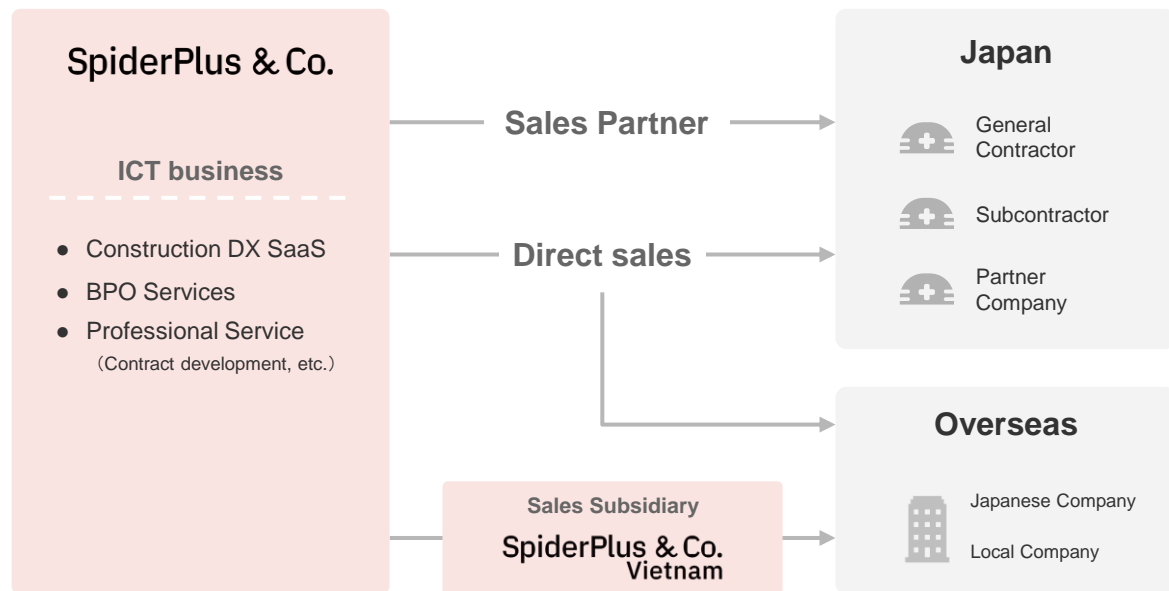 SpiderPlus & Co.
ICT business
● Construction DX SaaS
● BPO Services
● Professional Service
（Contract development, etc.）
Sales Partner
Direct sales
Sales Subsidiary
SpiderPlus & Co.
Vietnam
Japan
General
Contractor
Subcontractor
Partner
Company
Overseas
Japanese Company
Local Company